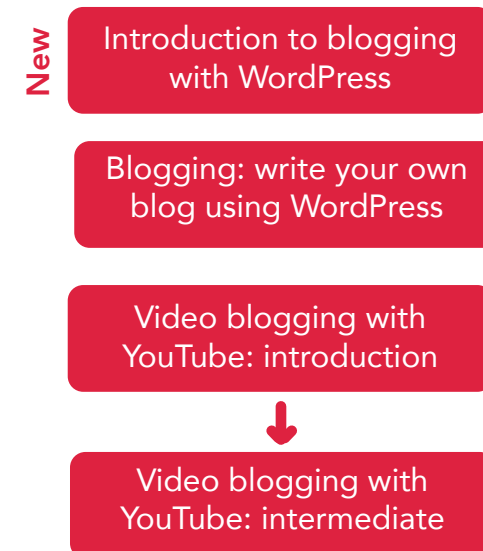 New
Introduction to blogging
with WordPress
Blogging: write your own
blog using WordPress
Video blogging with
YouTube: introduction
Video blogging with
YouTube: intermediate